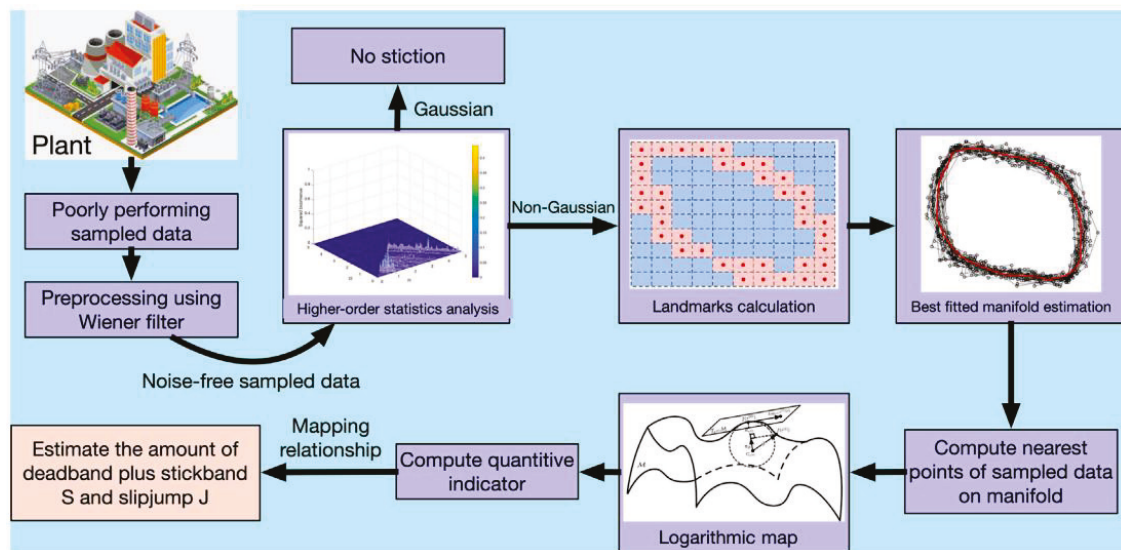 Plant
Poorly performing
sampled data
Preprocessing using
Wiener filter
Noise-free sampled data
No stiction
Gaussian
Higher-order statistics analysis
Non-Gaussian
Landmarks calculation
Best fitted manifold estimation
Compute nearest
points of sampled data
on manifold
Logarithmic map
Compute quantitive
indicator
Mapping
relationship
Estimate the amount of
deadband plus stickband
S and slipjump J